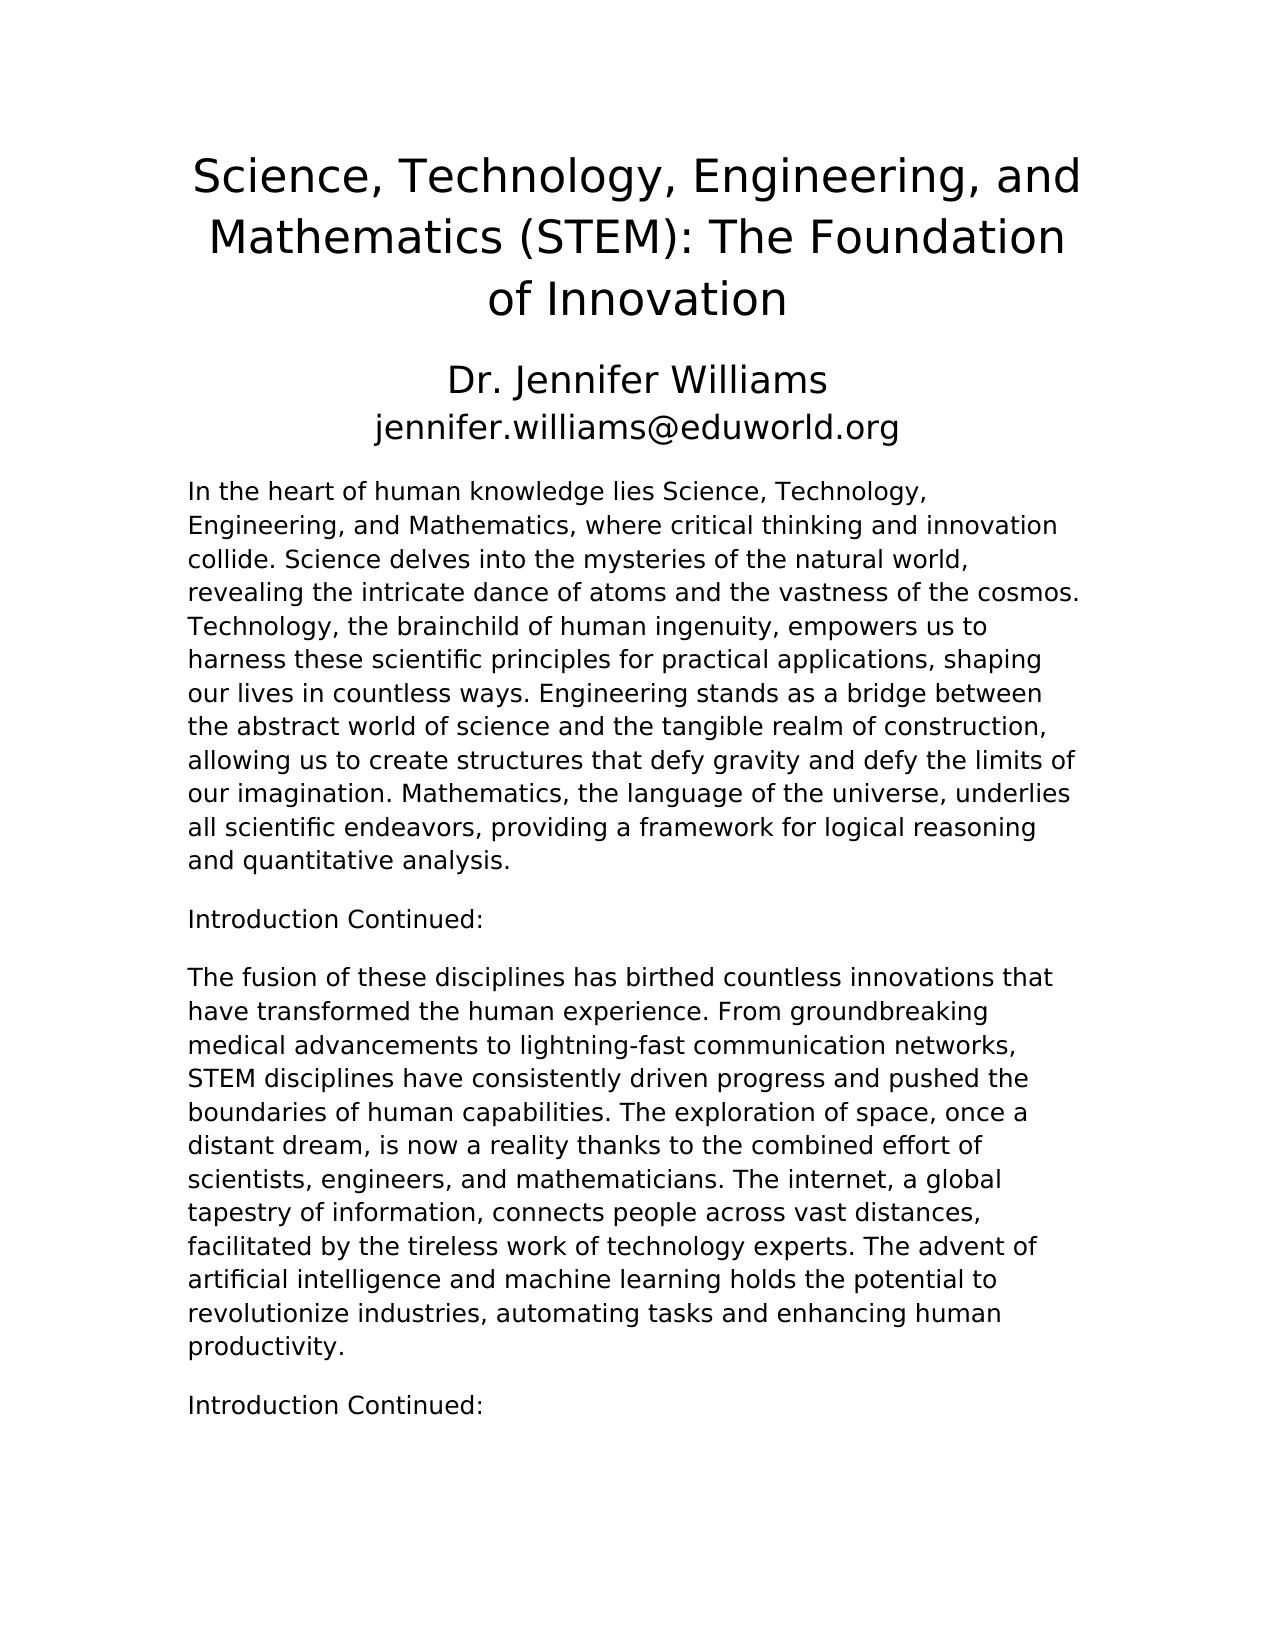 Science, Technology, Engineering, and
Mathematics (STEM): The Foundation
of Innovation
Dr. Jennifer Williams
jennifer.williams@eduworld.org
In the heart of human knowledge lies Science, Technology,
Engineering, and Mathematics, where critical thinking and innovation
collide. Science delves into the mysteries of the natural world,
revealing the intricate dance of atoms and the vastness of the cosmos.
Technology, the brainchild of human ingenuity, empowers us to
harness these scientific principles for practical applications, shaping
our lives in countless ways. Engineering stands as a bridge between
the abstract world of science and the tangible realm of construction,
allowing us to create structures that defy gravity and defy the limits of
our imagination. Mathematics, the language of the universe, underlies
all scientific endeavors, providing a framework for logical reasoning
and quantitative analysis.
Introduction Continued:
The fusion of these disciplines has birthed countless innovations that
have transformed the human experience. From groundbreaking
medical advancements to lightning-fast communication networks,
STEM disciplines have consistently driven progress and pushed the
boundaries of human capabilities. The exploration of space, once a
distant dream, is now a reality thanks to the combined effort of
scientists, engineers, and mathematicians. The internet, a global
tapestry of information, connects people across vast distances,
facilitated by the tireless work of technology experts. The advent of
artificial intelligence and machine learning holds the potential to
revolutionize industries, automating tasks and enhancing human
productivity.
Introduction Continued: